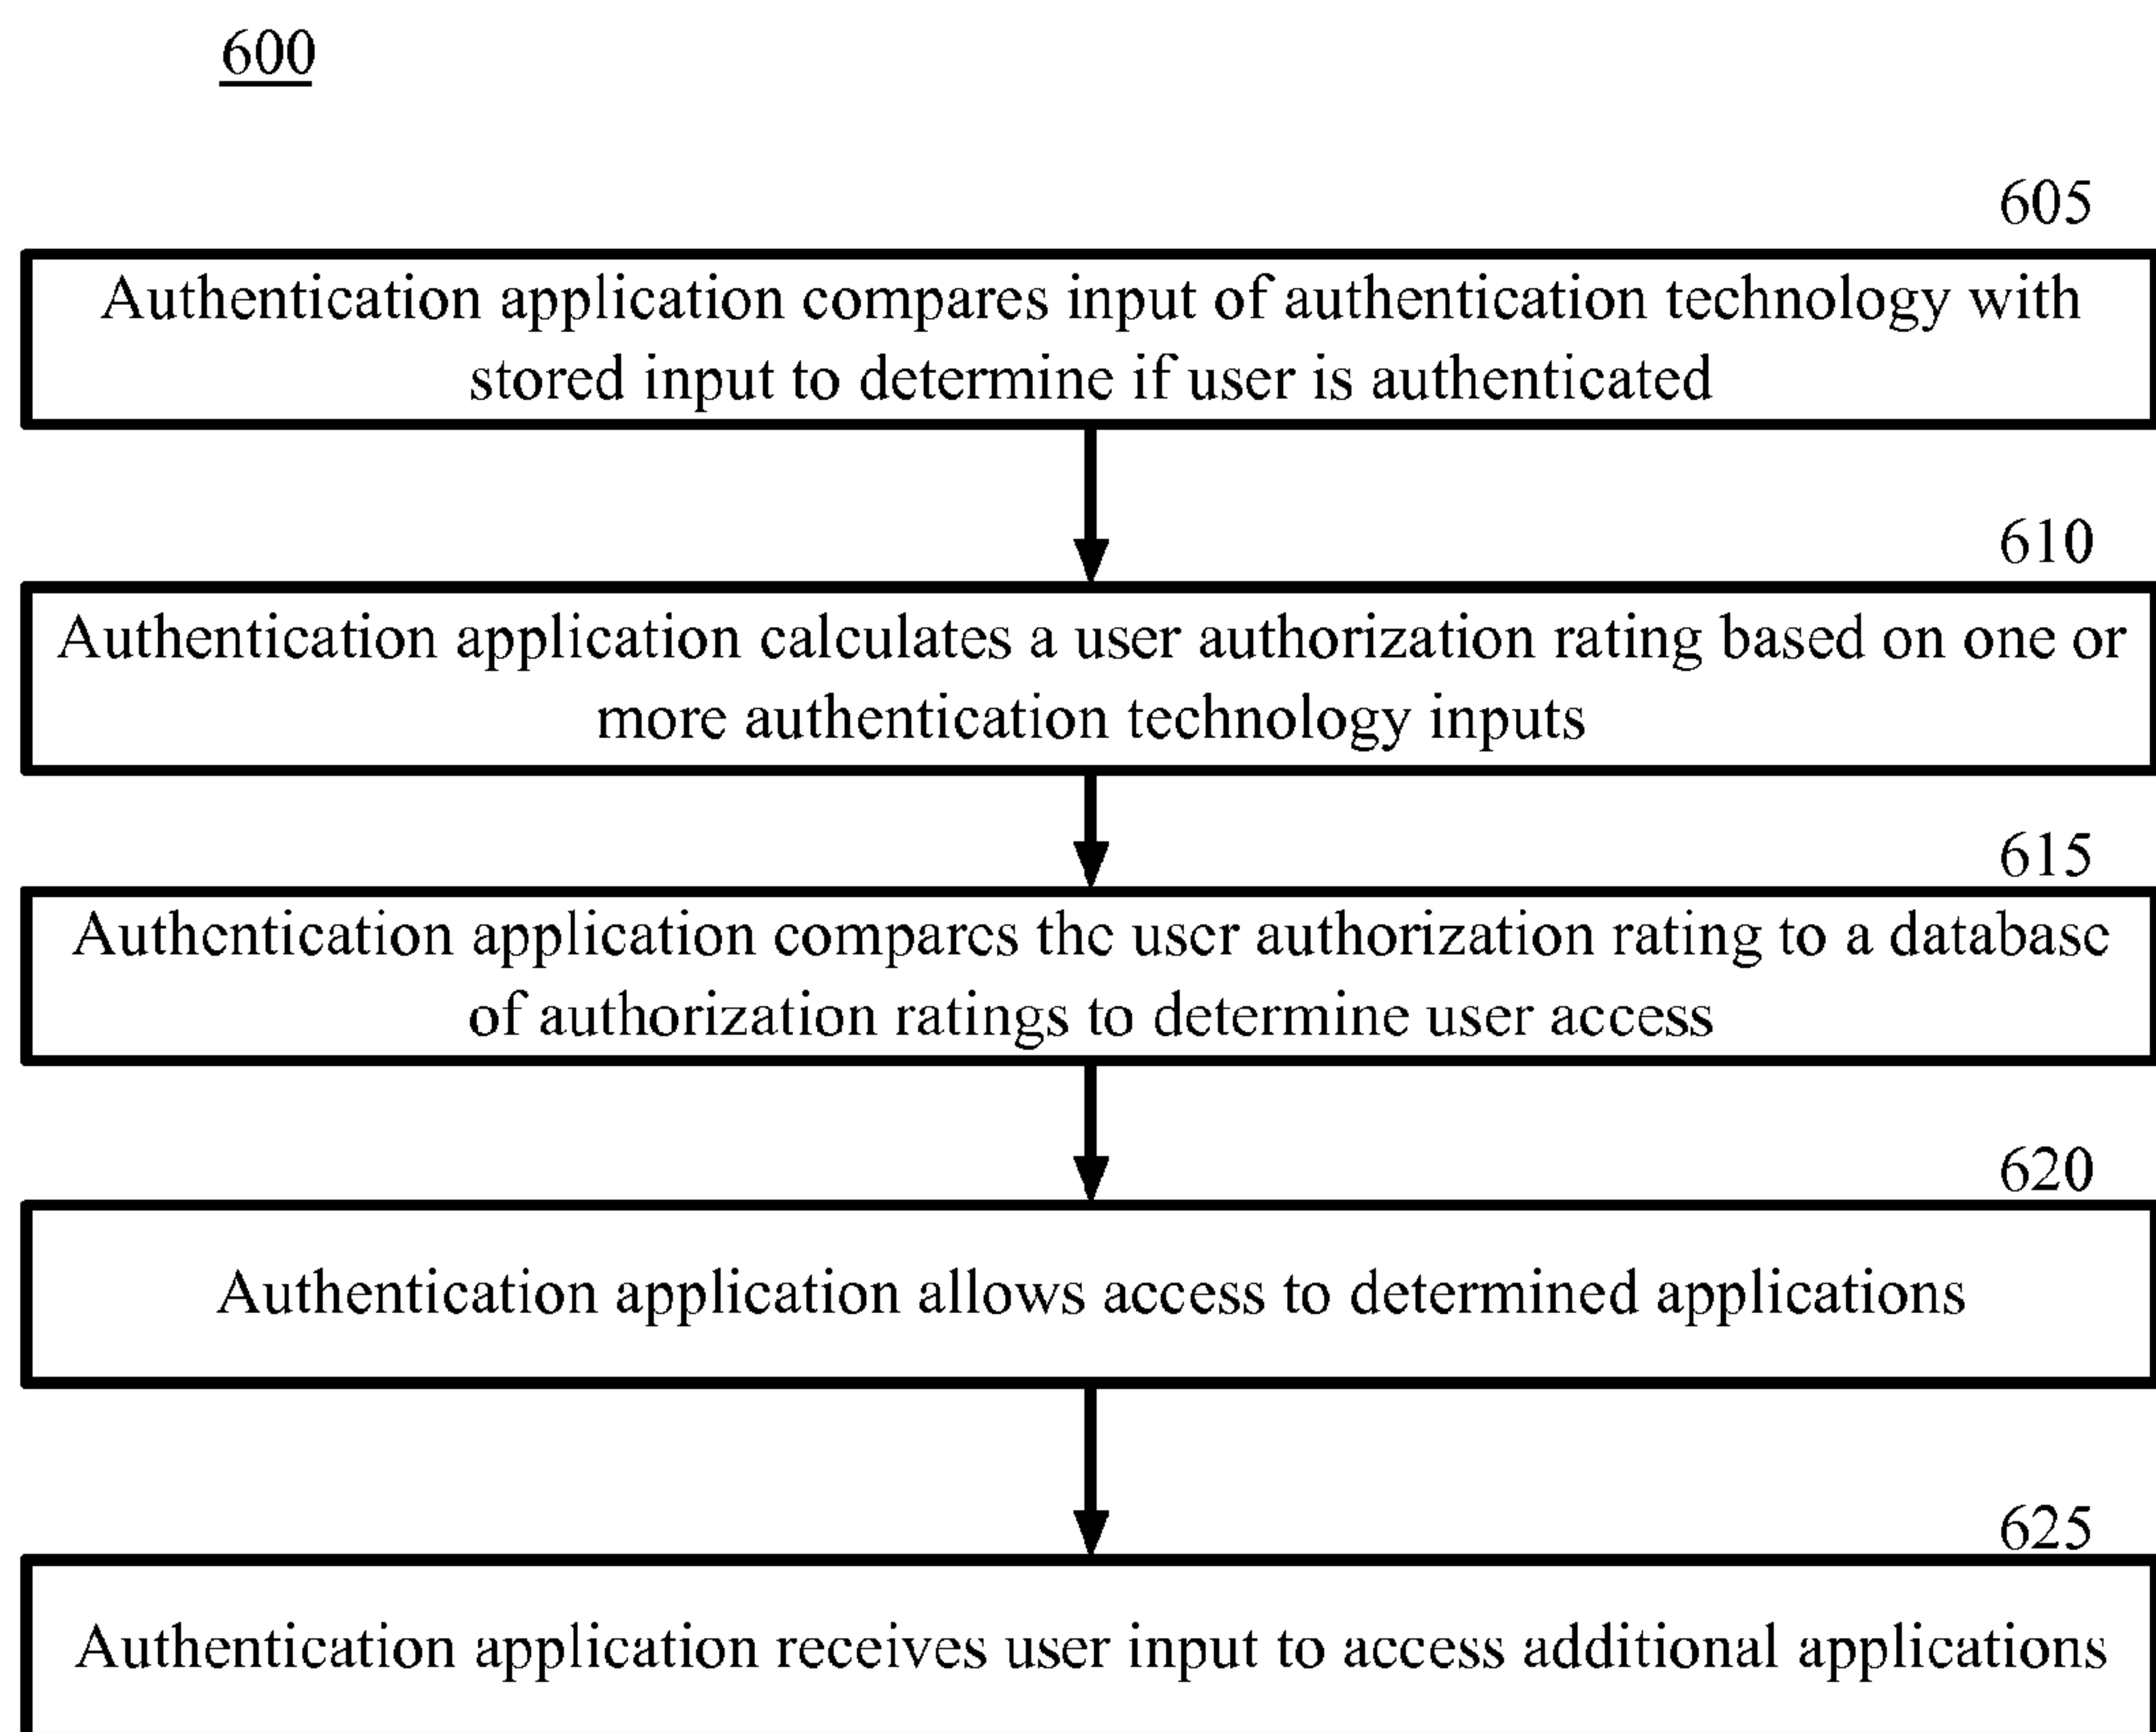 600
605
Authentication application compares input of authentication technology with
stored input to determine if user is authenticated
610
Authentication application calculates a user authorization rating based on one or
more authentication technology inputs
615
Authentication application compares the user authorization rating to a database
of authorization ratings to determine user access
620
Authentication application allows access to determined applications
625
Authentication application receives user input to access additional applications